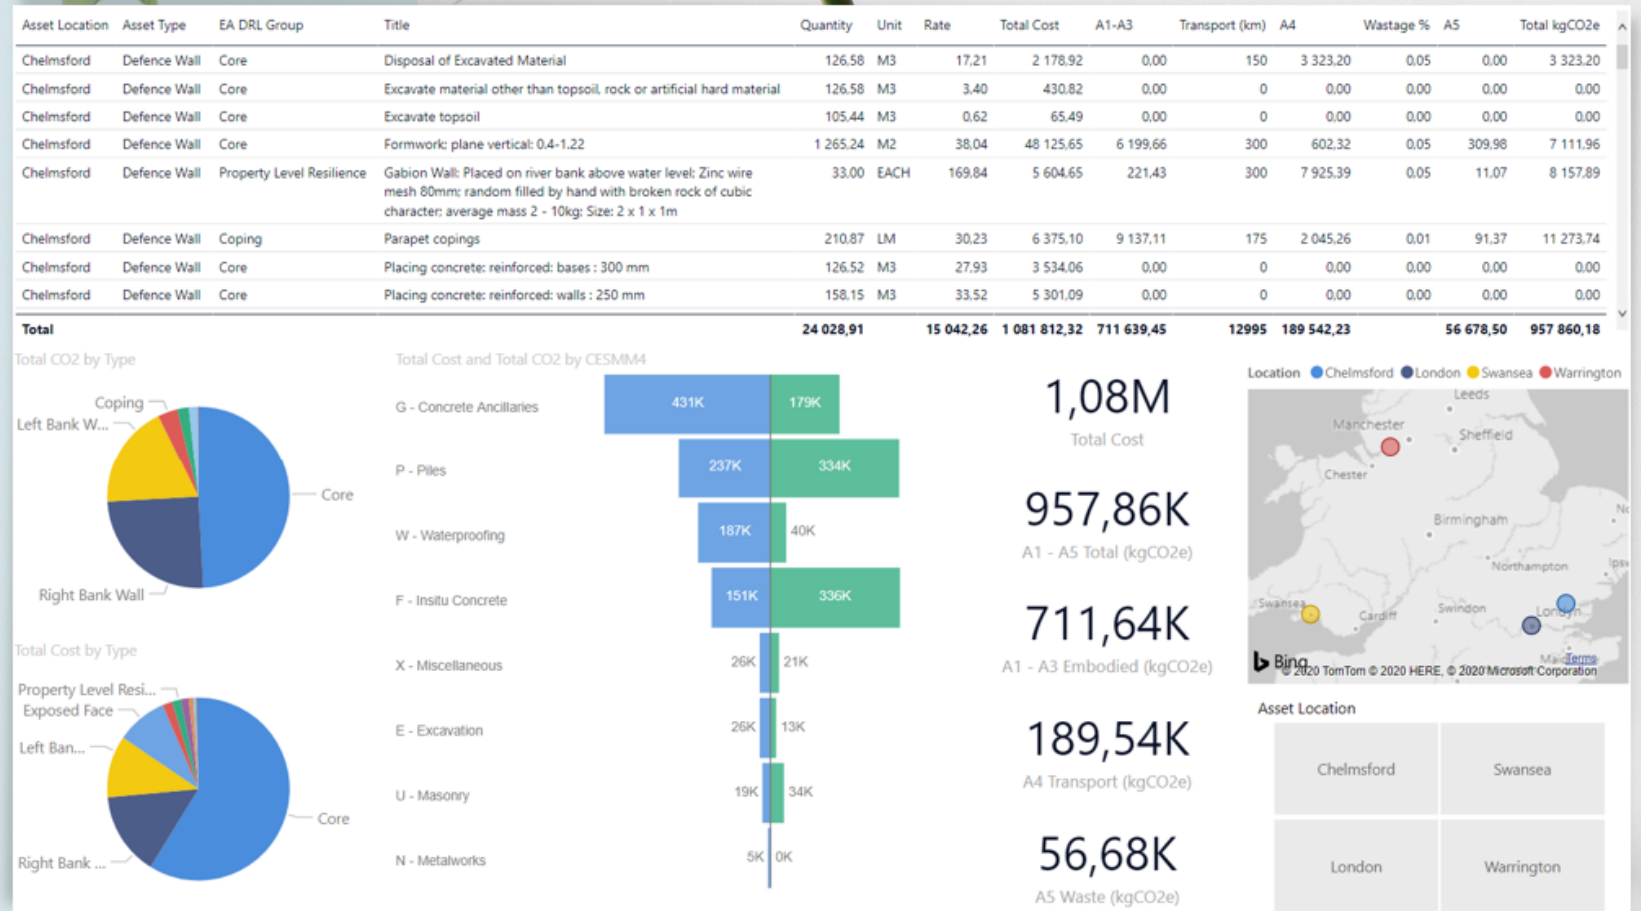 Asset Location Asset Type EA DRL Group Title Quantity Unit Rate Total Cost A1-A3 Transport (km) A4 Wastage % A5 Total kgCO2e
Chelmsford Defence Wall Core Disposal of Excavated Material 126,58 M3 17,21 2 178,92 0,00 150 3 323,20 0,05 0,00 3 323,20
Chelmsford Defence Wall Core Excavate material other than topsoil, rock or artificial hard material 126,58 M3 3,40 430,82 0,00 0 0,00 0,00 0,00 0,00
Chelmsford Defence Wall Core Excavate topsoil 105,44 M3 0,62 65,49 0,00 0 0,00 0,00 0,00 0,00
Chelmsford Defence Wall Core Formwork; plane vertical: 0.4-1.22 1 265,24 M2 38,04 48 125,65 6 199,66 300 602,32 0,05 309,98 7 111,96
Chelmsford Defence Wall Property Level Resilience Gabion Wall: Placed on river bank above water level; Zinc wire 33,00 EACH 169,84 5 604,65 221,43 300 7 925,39 0,05 11,07 8 157,89
mesh 80mm; random filled by hand with broken rock of cubic
character; average mass 2 - 10kg; Size: 2 x 1 x 1m
Chelmsford Defence Wall Coping Parapet copings 210,87 LM 30,23 6 375,10 9 137,11 175 2 045,26 0,01 91,37 11 273,74
Chelmsford Defence Wall Core Placing concrete: reinforced: bases : 300 mm 126,52 M3 27,93 3 534,06 0,00 0 0,00 0,00 0,00 0,00
Chelmsford Defence Wall Core Placing concrete: reinforced: walls : 250 mm 158,15 M3 33,52 5 301,09 0,00 0 0,00 0,00 0,00 0,00
Total 24 028,91 15 042,26 1 081 812,32 711 639,45 12995 189 542,23 56 678,50 957 860,18
Total CO2 by Type
Coping
Left Bank W...
Core
Right Bank Wall
Total Cost by Type
Property Level Resi...
Exposed Face
Left Ban...
Core
Right Bank ...
Total Cost and Total CO2 by CESMM4
G - Concrete Ancillaries 431K 179K
P - Piles 237K 334K
W - Waterproofing 187K 40K
F - Insitu Concrete 151K 336K
X - Miscellaneous 26K 21K
E - Excavation 26K 13K
U - Masonry 19K 34K
N - Metalworks 5K 0K
1,08M
Total Cost
957,86K
A1 - A5 Total (kgCO2e)
711,64K
A1 - A3 Embodied (kgCO2e)
189,54K
A4 Transport (kgCO2e)
56,68K
A5 Waste (kgCO2e)
Location Chelmsford London Swansea Warrington
Leeds
Manchester
Sheffield
Chester
Birmingham
Northampton
Swansea
Cardiff
Swindon
London
Bing
Terms
© 2020 TomTom © 2020 HERE, © 2020 Microsoft Corporation
Asset Location
Chelmsford Swansea
London Warrington